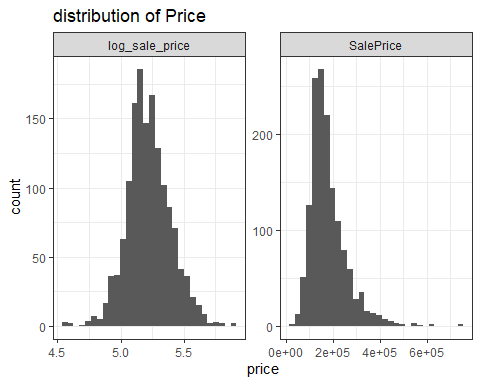 distribution of Price
log_sale_price
SalePrice
count
150
100
50
0
200
100
0
4.5 5.0 5.5
0e+00 2e+05 4e+05 6e+05
price